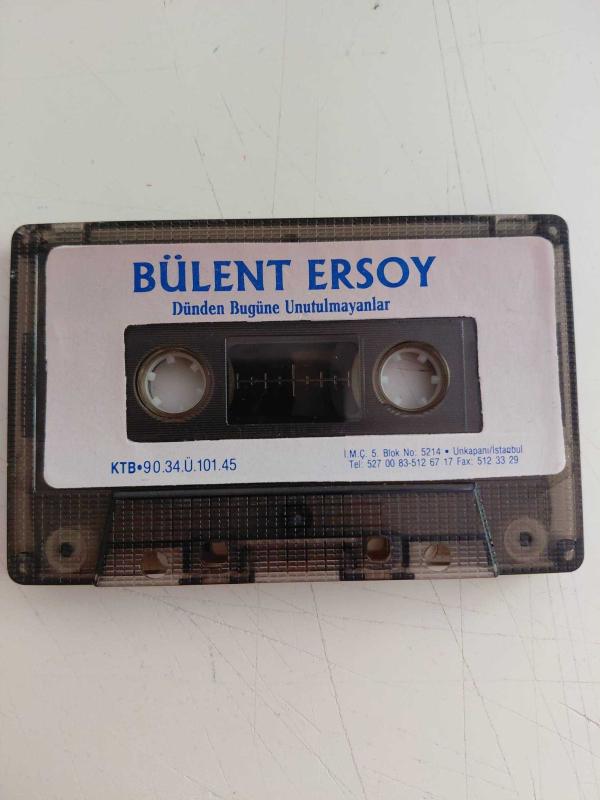 BÜLENT ERSOY
Dünden Bugüne Unutulmayanlar
KTB•90.34.Ü.101.45
İ.M.Ç. 5. Blok No: 5214 • Unkapanı/İstanbul
Tel: 527 00 83-512 67 17 Fax: 512 33 29